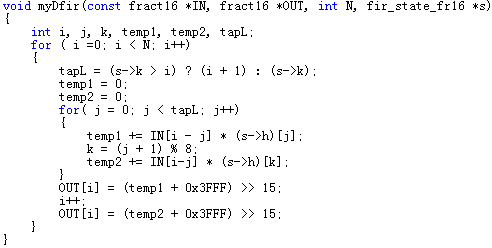 void myDfir(const fract16 *IN, fract16 *OUT, int N, fir_state_fr16 *s)
{
    int i, j, k, temp1, temp2, tapL;
    for ( i =0; i < N; i++)
    {
        tapL = (s->k > i) ? (i + 1) : (s->k);
        temp1 = 0;
        temp2 = 0;
        for( j = 0; j < tapL; j++)
        {
            temp1 += IN[i - j] * (s->h)[j];
            k = (j + 1) % 8;
            temp2 += IN[i-j] * (s->h)[k];
        }
        OUT[i] = (temp1 + 0x3FFF) >> 15;
        i++;
        OUT[i] = (temp2 + 0x3FFF) >> 15;
    }
}